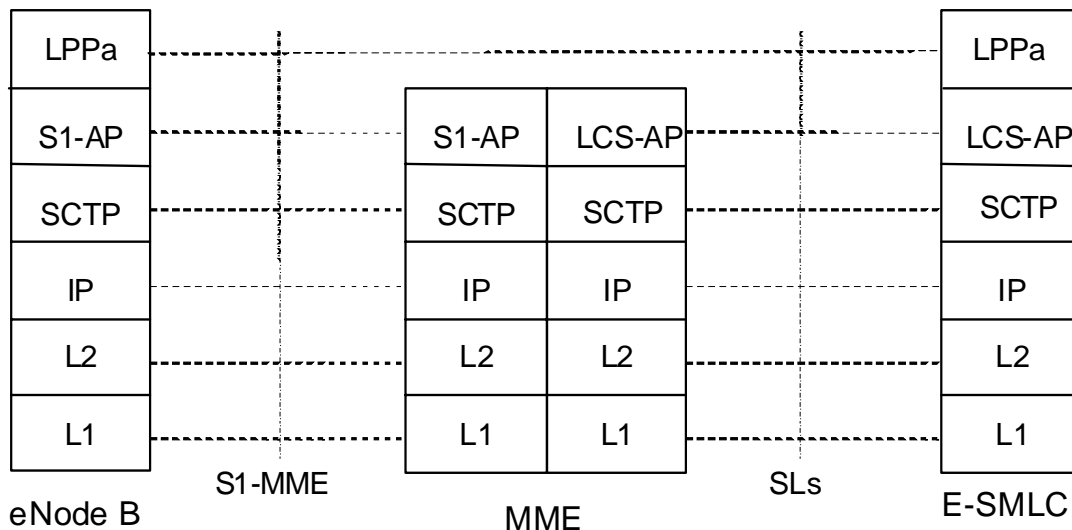 LPPa LPPa
S1-AP S1-AP LCS-AP LCS-AP
SCTP SCTP SCTP SCTP
IP IP IP IP
L2 L2 L2 L2
L1 L1 L1 L1
S1-MME SLs
eNode B MME E-SMLC